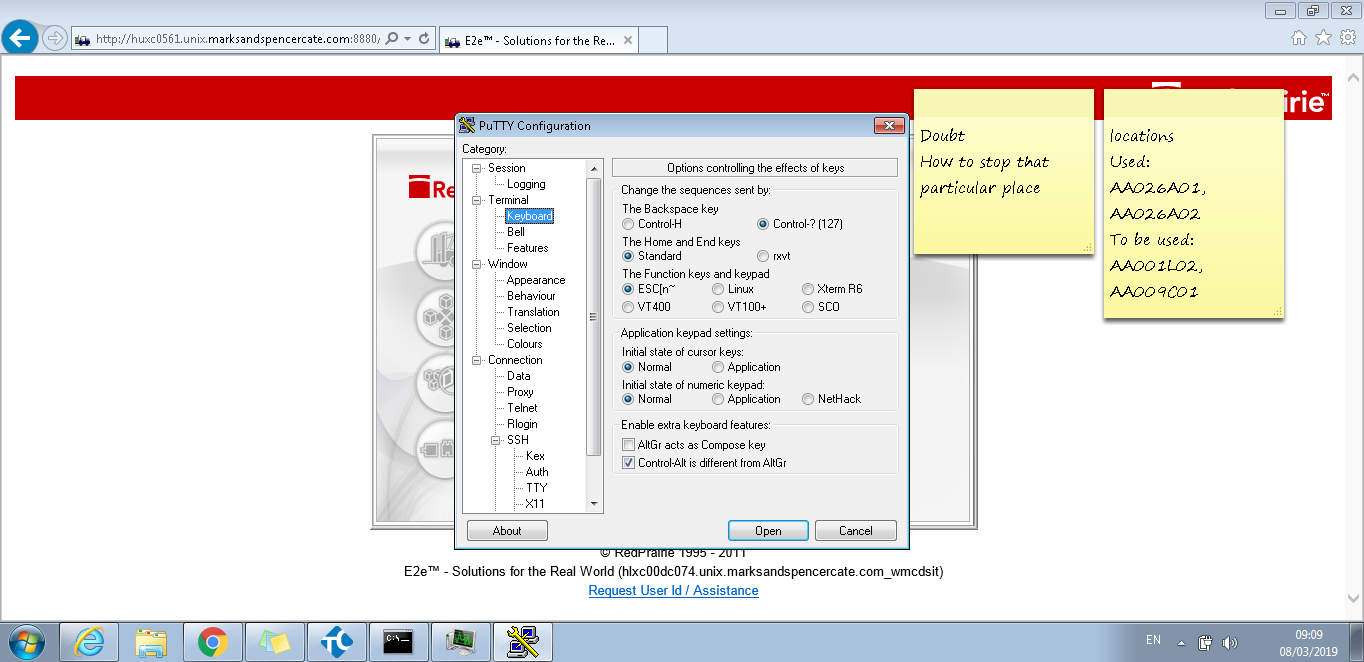 http://huxc0561.unix.marksandspencercate.com:8880/
E2e™ - Solutions for the Re...
PuTTY Configuration
Category:
Session
Logging
Terminal
Keyboard
Bell
Features
Window
Appearance
Behaviour
Translation
Selection
Colours
Connection
Data
Proxy
Telnet
Rlogin
SSH
Kex
Auth
TTY
X11
Options controlling the effects of keys
Change the sequences sent by:
The Backspace key
Control-H Control-? (127)
The Home and End keys
Standard rxvt
The Function keys and keypad
ESC[n~ Linux Xterm R6
VT400 VT100+ SCO
Application keypad settings:
Initial state of cursor keys:
Normal Application
Initial state of numeric keypad:
Normal Application NetHack
Enable extra keyboard features:
AltGr acts as Compose key
Control-Alt is different from AltGr
About Open Cancel
Doubt
How to stop that
particular place
locations
Used:
AA026A01,
AA026A02
To be used:
AA001L02,
AA009C01
© RedPrairie 1995 - 2011
E2e™ - Solutions for the Real World (hlxc00dc074.unix.marksandspencercate.com_wmcdsit)
Request User Id / Assistance
EN
09:09
08/03/2019